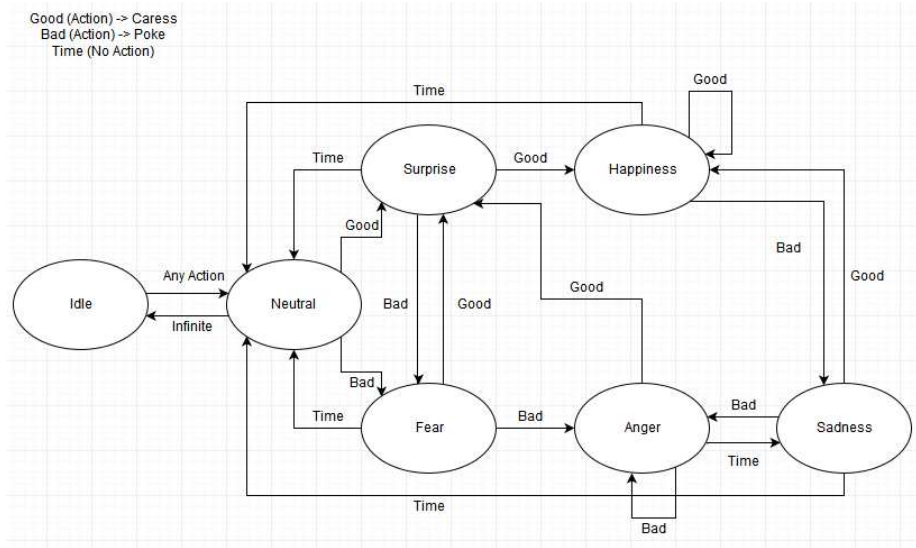 Good (Action) -> Caress
Bad (Action) -> Poke
Time (No Action)
Good
Time
Time
Surprise
Good
Happiness
Good
Bad
Any Action
Idle
Neutral
Infinite
Bad
Good
Good
Good
Bad
Time
Fear
Bad
Anger
Bad
Time
Sadness
Time
Bad